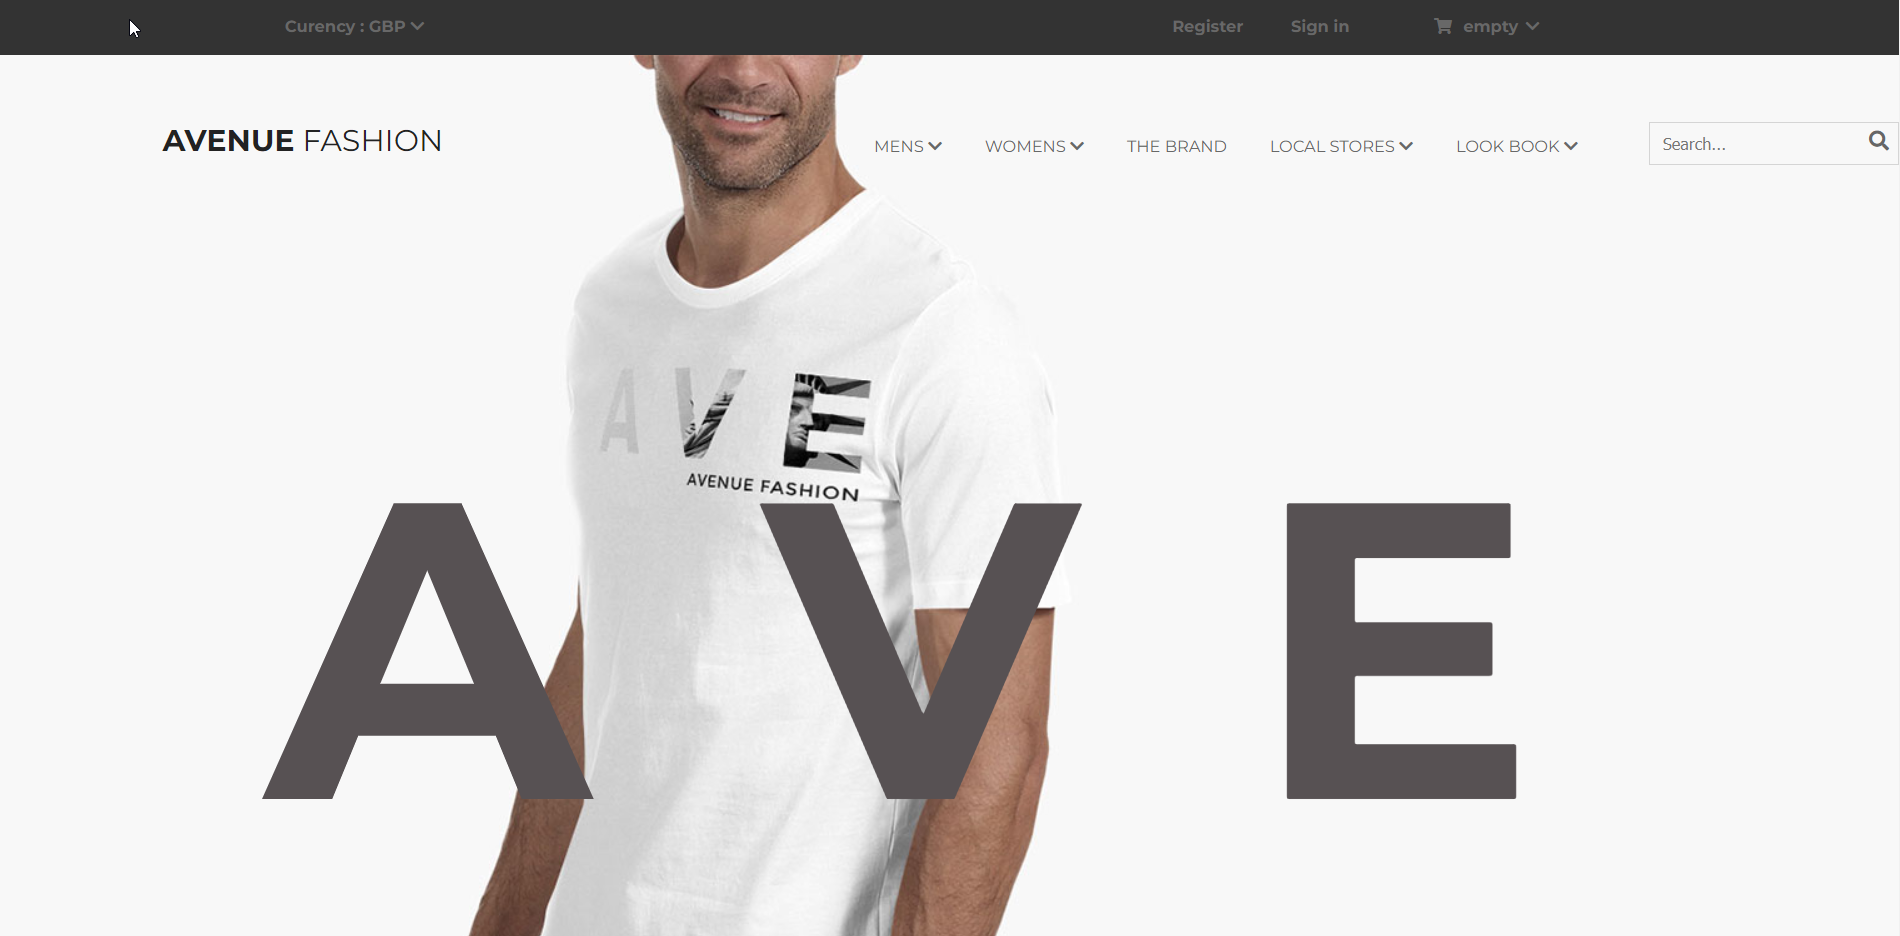 Curency : GBP Register Sign in empty
AVENUE FASHION MENS WOMENS THE BRAND LOCAL STORES LOOK BOOK Search...
AVE
AVENUE FASHION
AVE